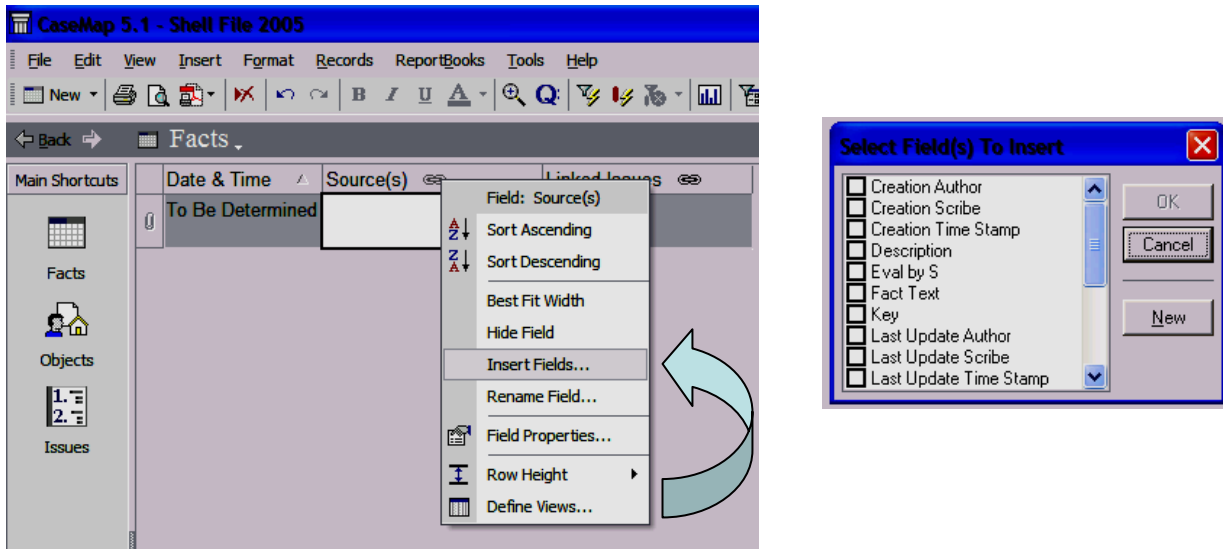 CaseMap 5.1 - Shell File 2005
File Edit View Insert Format Records ReportBooks Tools Help
New B I U A Q
Back Facts
Main Shortcuts Date & Time Source(s) Linked Issues
To Be Determined
Facts
Objects
1.
2.
Issues
Field: Source(s)
A Z Sort Ascending
Z A Sort Descending
Best Fit Width
Hide Field
Insert Fields...
Rename Field...
Field Properties...
Row Height
Define Views...
Select Field(s) To Insert
Creation Author
Creation Scribe
Creation Time Stamp
Description
Eval by S
Fact Text
Key
Last Update Author
Last Update Scribe
Last Update Time Stamp
OK
Cancel
New